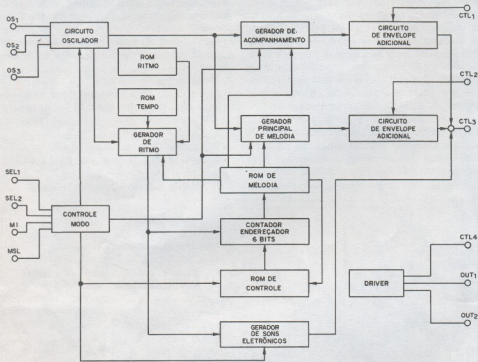 OS1
OS2
OS3
CIRCUITO
OSCILADOR
ROM
RITMO
ROM
TEMPO
GERADOR
DE
RITMO
GERADOR DE
ACOMPANHAMENTO
CIRCUITO
DE ENVELOPE
ADICIONAL
CTL1
CTL2
CTL3
GERADOR
PRINCIPAL
DE MELODIA
CIRCUITO
DE ENVELOPE
ADICIONAL
ROM DE
MELODIA
SEL1
SEL2
M1
MSL
CONTROLE
MODO
CONTADOR
ENDEREÇADOR
6 BITS
ROM DE
CONTROLE
GERADOR
DE SONS
ELETRÔNICOS
DRIVER
CTL4
OUT1
OUT2